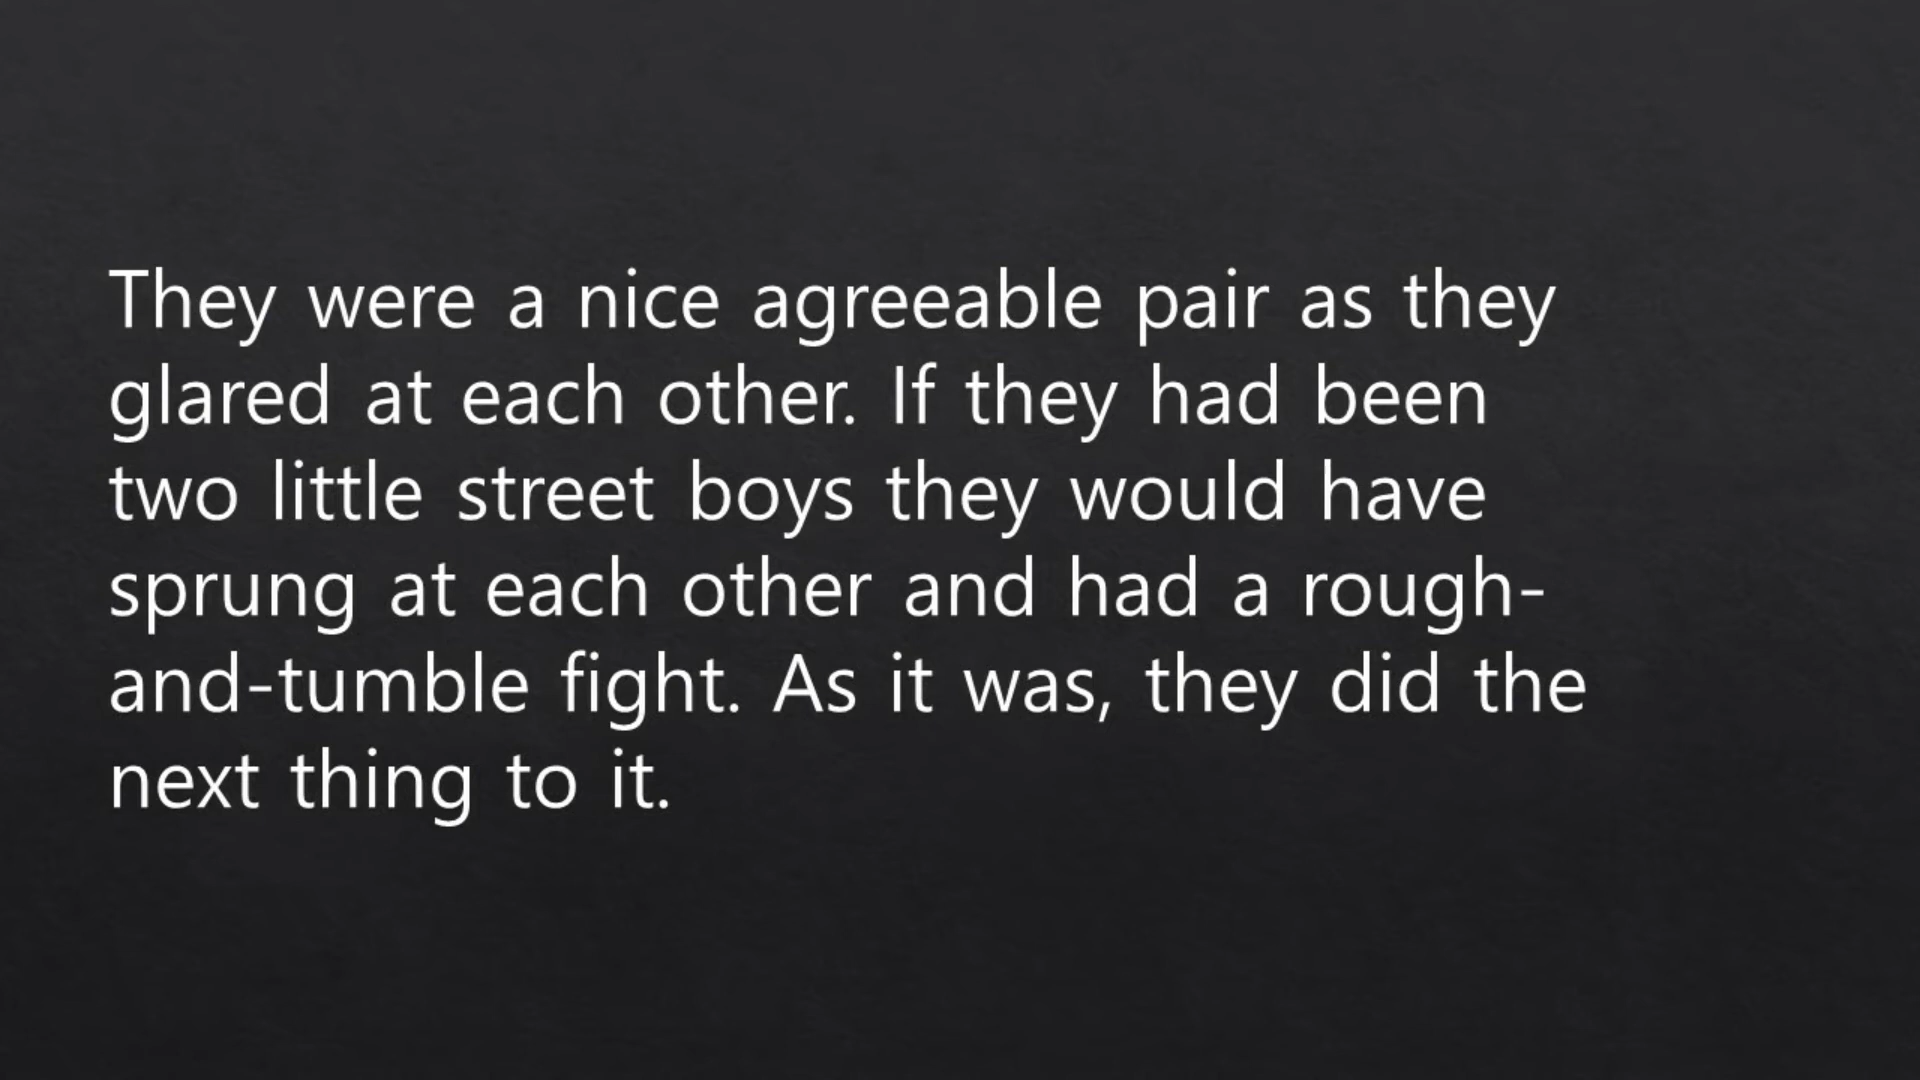 They were a nice agreeable pair as they
glared at each other. If they had been
two little street boys they would have
sprung at each other and had a rough-
and-tumble fight. As it was, they did the
next thing to it.